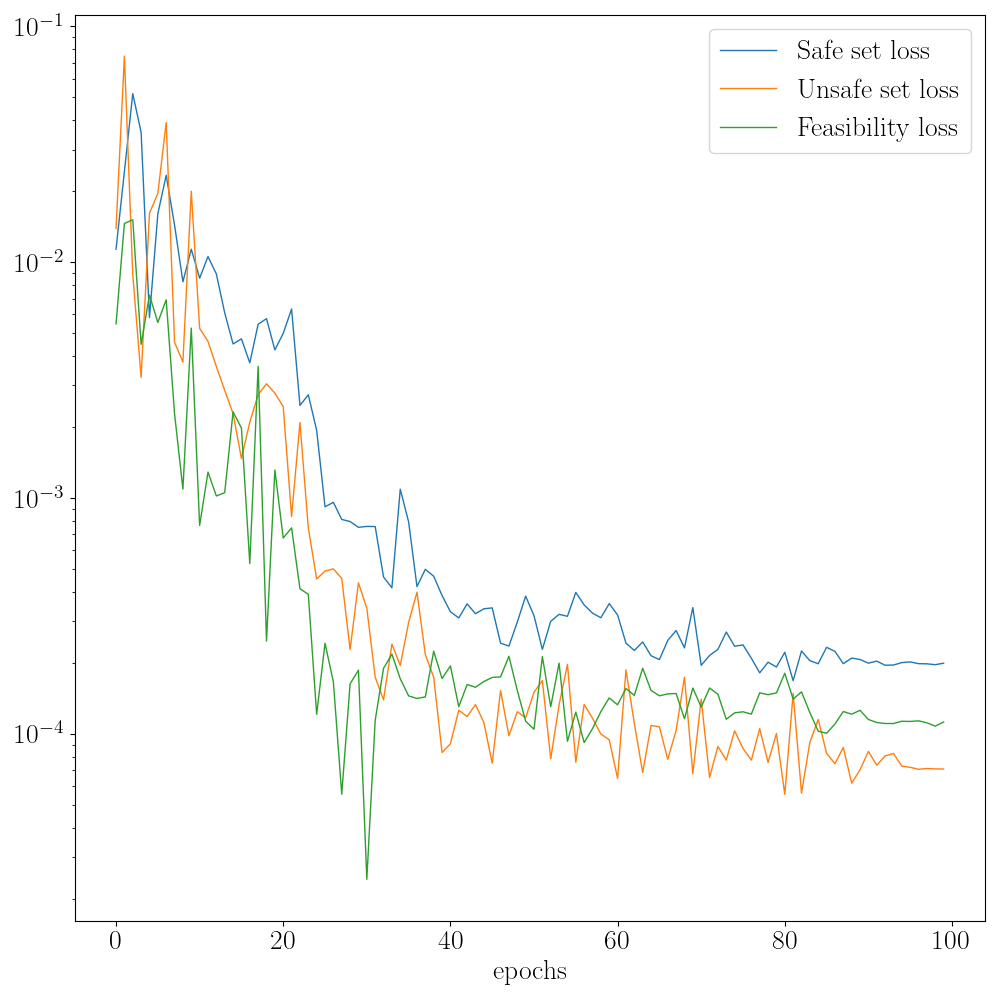 10⁻¹
10⁻²
10⁻³
10⁻⁴
Safe set loss
Unsafe set loss
Feasibility loss
0 20 40 60 80 100
epochs